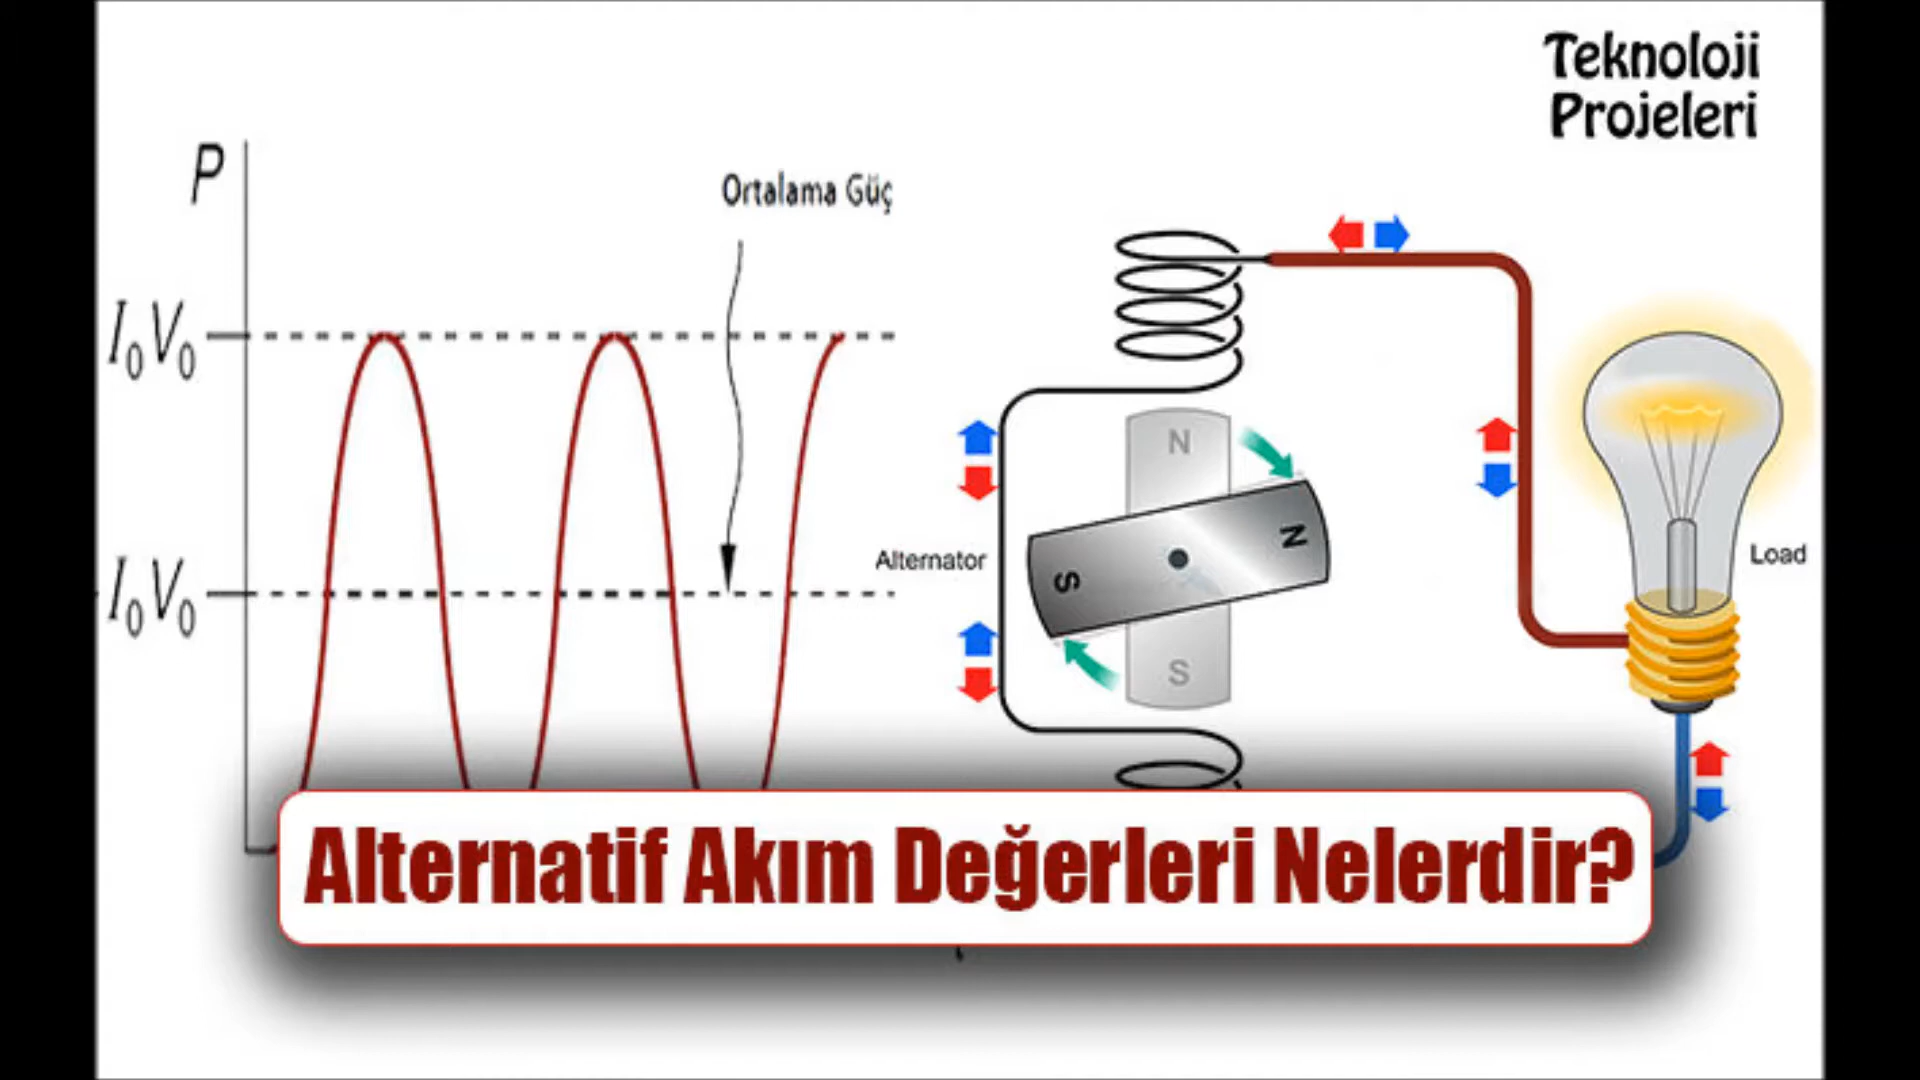 Teknoloji
Projeleri
P
Ortalama Güç
I₀V₀
N
N
Alternator
S
Load
I₀V₀
S
Alternatif Akım Değerleri Nelerdir?